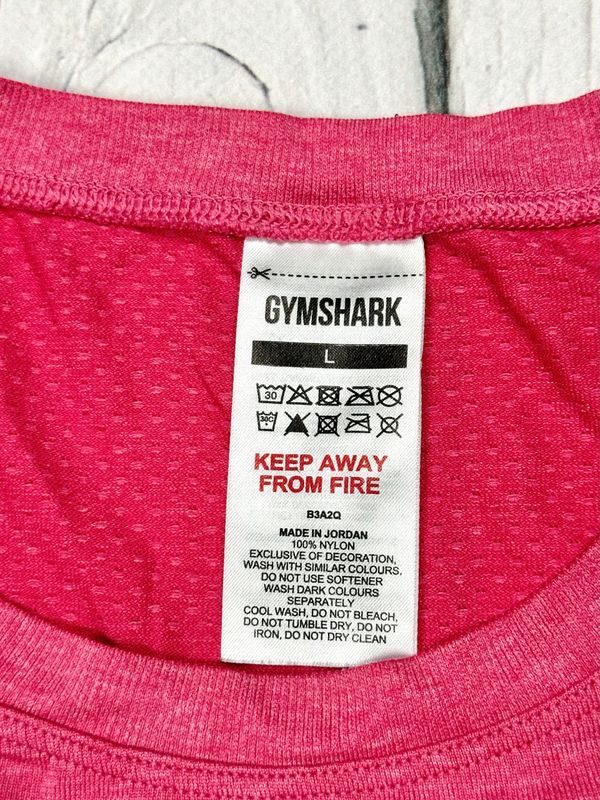 GYMSHARK
L
30
30C
KEEP AWAY
FROM FIRE
B3A2Q
MADE IN JORDAN
100% NYLON
EXCLUSIVE OF DECORATION,
WASH WITH SIMILAR COLOURS,
DO NOT USE SOFTENER
WASH DARK COLOURS
SEPARATELY
COOL WASH, DO NOT BLEACH,
DO NOT TUMBLE DRY, DO NOT
IRON, DO NOT DRY CLEAN